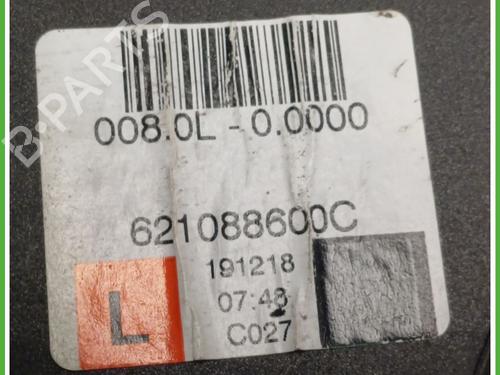 B-PARTS
008.0L - 0.0000
621088600C
191218
07:48
L
C027